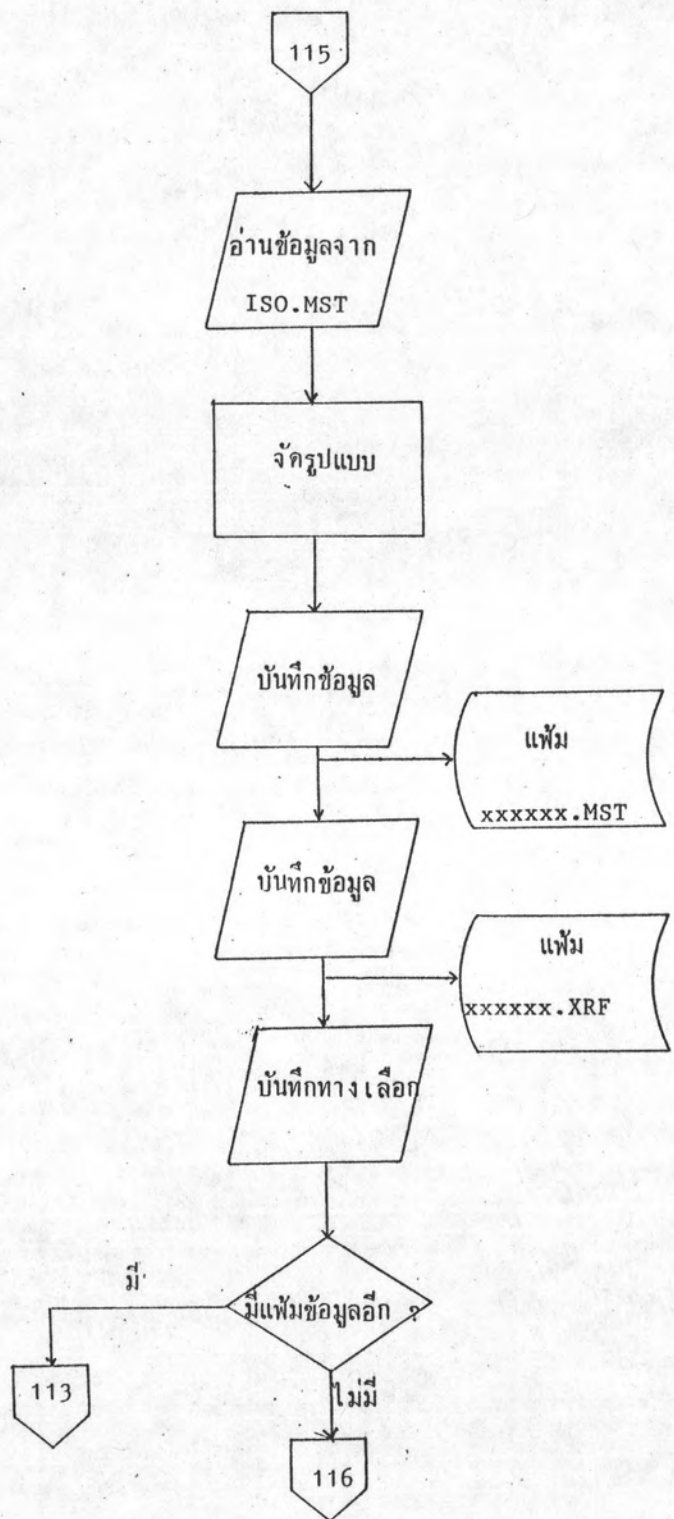 115
อ่านข้อมูลจาก
ISO.MST
จัดรูปแบบ
บันทึกข้อมูล
แฟ้ม
xxxxxx.MST
บันทึกข้อมูล
แฟ้ม
xxxxxx.XRF
บันทึกทางเลือก
มี
มีแฟ้มข้อมูลอีก ?
113
ไม่มี
116